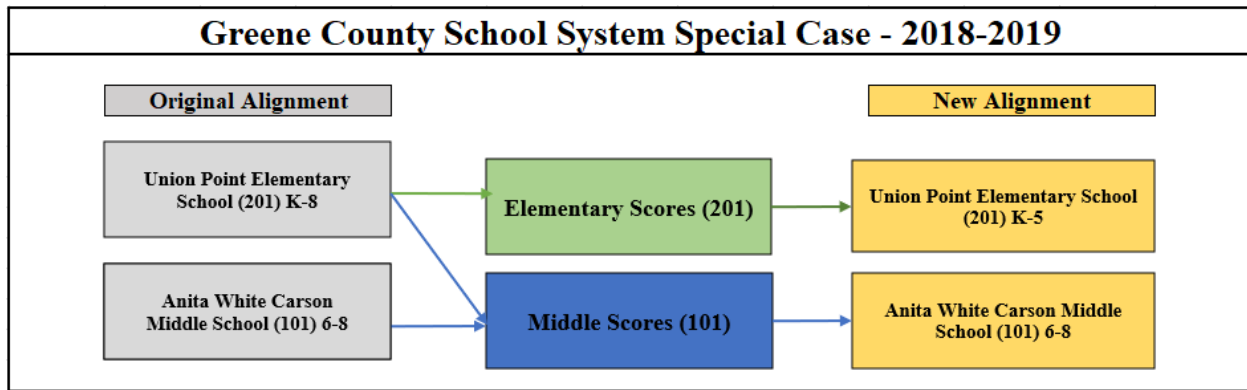 Greene County School System Special Case - 2018-2019
Original Alignment
New Alignment
Union Point Elementary
School (201) K-8
Elementary Scores (201)
Union Point Elementary School
(201) K-5
Anita White Carson
Middle School (101) 6-8
Middle Scores (101)
Anita White Carson Middle
School (101) 6-8